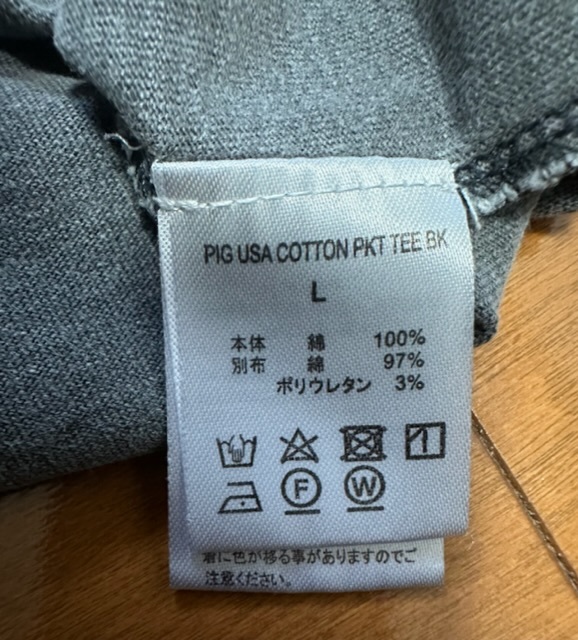 PIG USA COTTON PKT TEE BK
L
本体 綿 100%
別布 綿 97%
ポリウレタン 3%
F W
に色が移る事がありますのでご
注意ください。